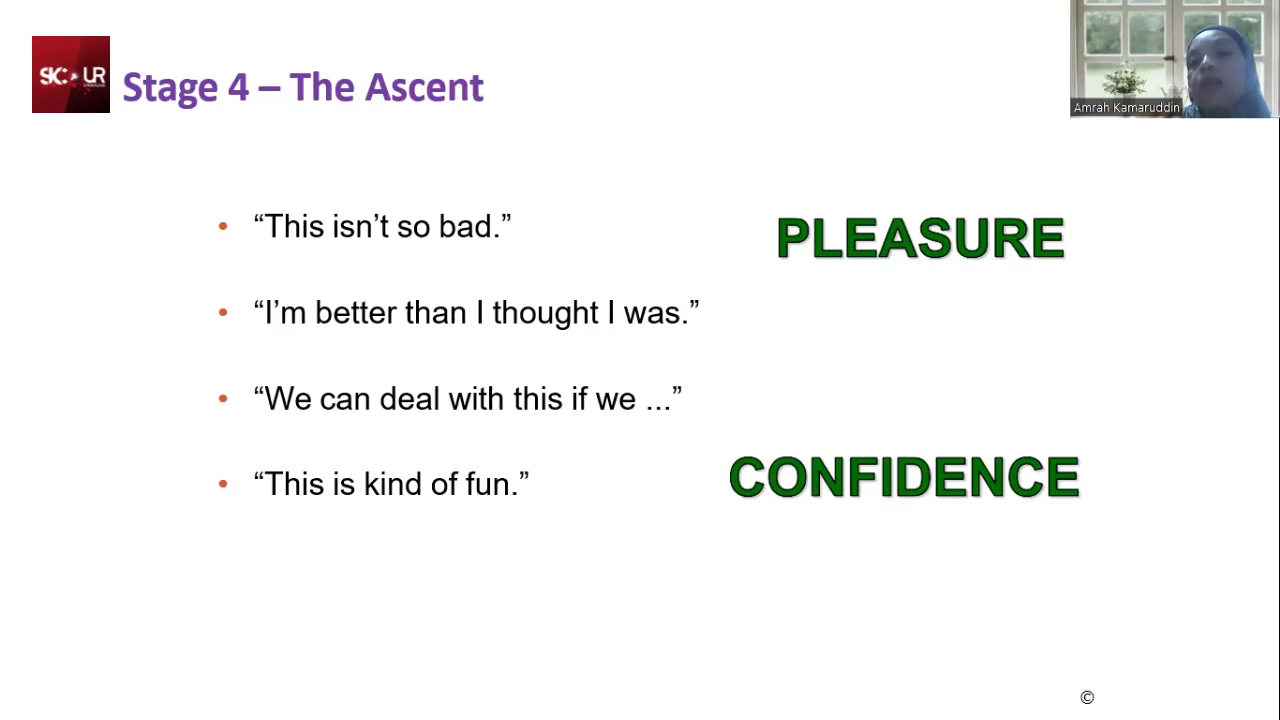 SIC UR
Stage 4 – The Ascent
Amrah Kamaruddin
• “This isn’t so bad.”
PLEASURE
• “I’m better than I thought I was.”
• “We can deal with this if we ...”
• “This is kind of fun.”
CONFIDENCE
©